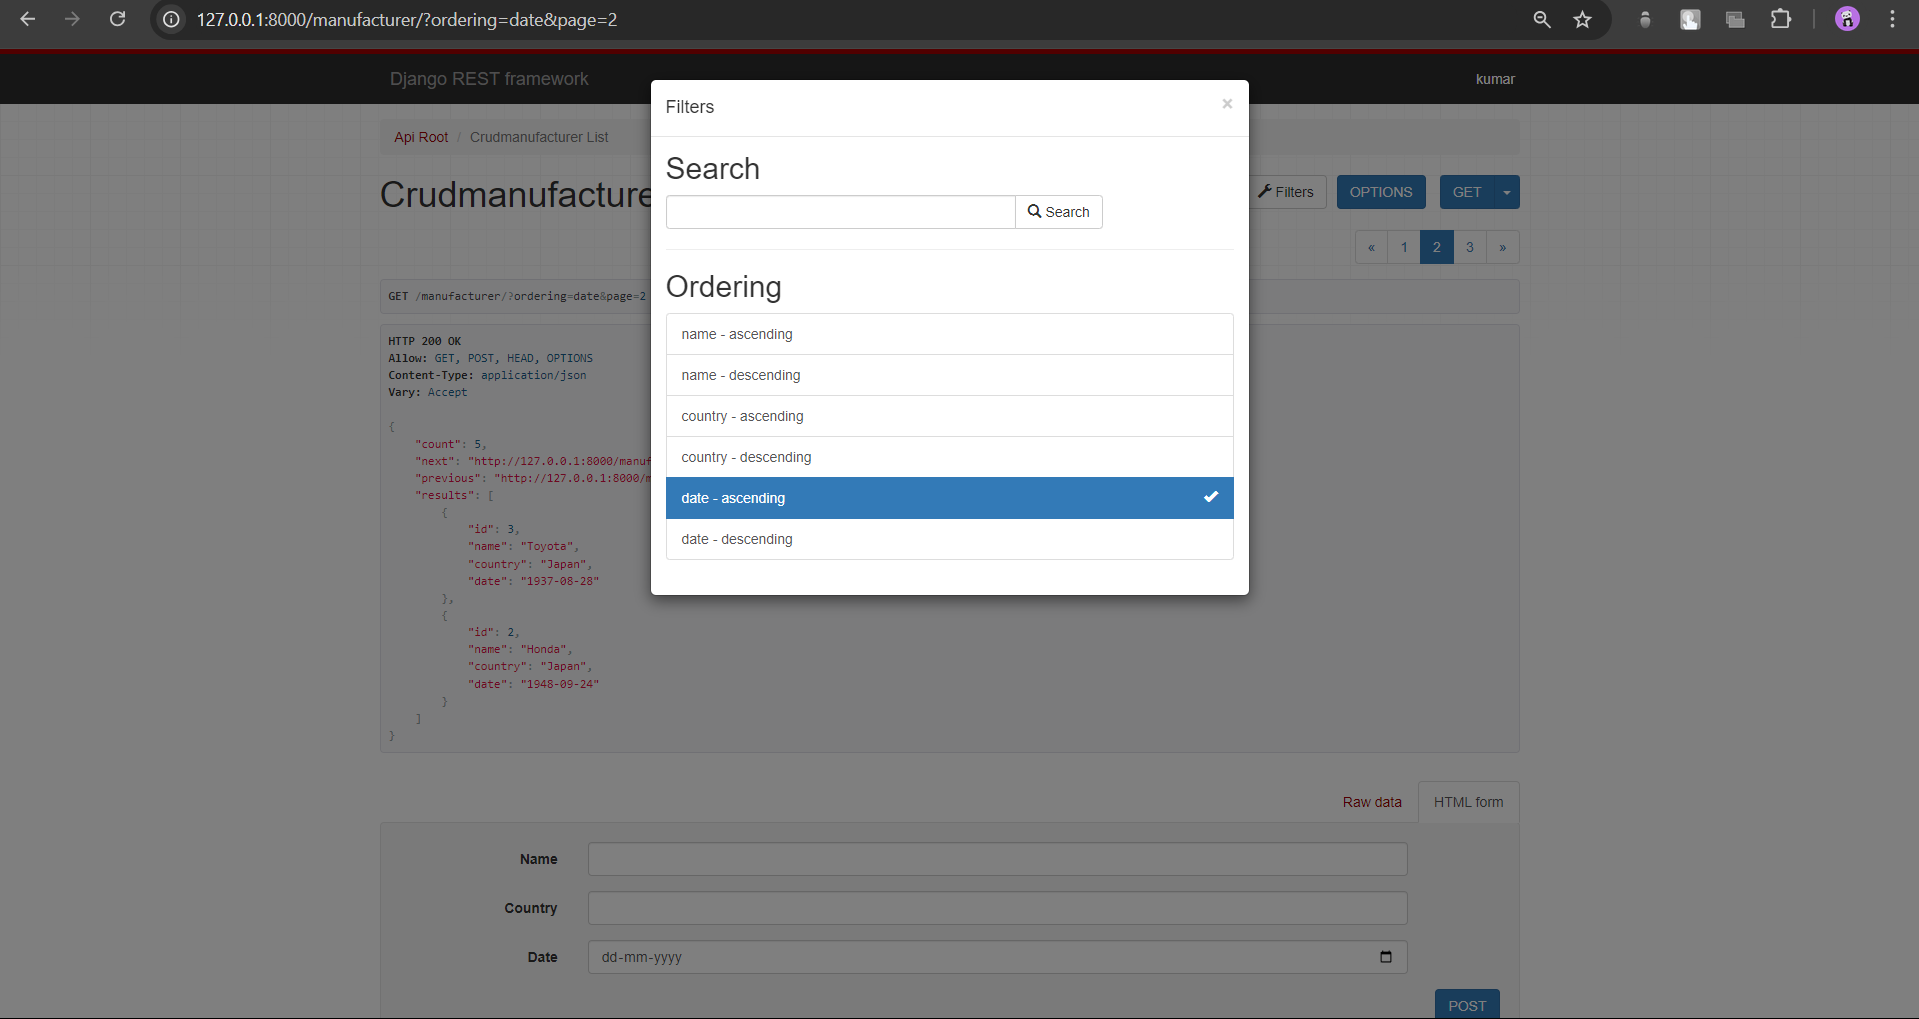 127.0.0.1:8000/manufacturer/?ordering=date&page=2
Django REST framework
kumar
Filters
×
Api Root / Crudmanufacturer List
Search
Search
Crudmanufacture
Filters
OPTIONS
GET
« 1 2 3 »
Ordering
GET /manufacturer/?ordering=date&page=2
name - ascending
name - descending
country - ascending
country - descending
date - ascending
date - descending
HTTP 200 OK
Allow: GET, POST, HEAD, OPTIONS
Content-Type: application/json
Vary: Accept
{
"count": 5,
"next": "http://127.0.0.1:8000/manuf
"previous": "http://127.0.0.1:8000/m
"results": [
{
"id": 3,
"name": "Toyota",
"country": "Japan",
"date": "1937-08-28"
},
{
"id": 2,
"name": "Honda",
"country": "Japan",
"date": "1948-09-24"
}
]
}
Raw data
HTML form
Name
Country
Date
dd-mm-yyyy
POST